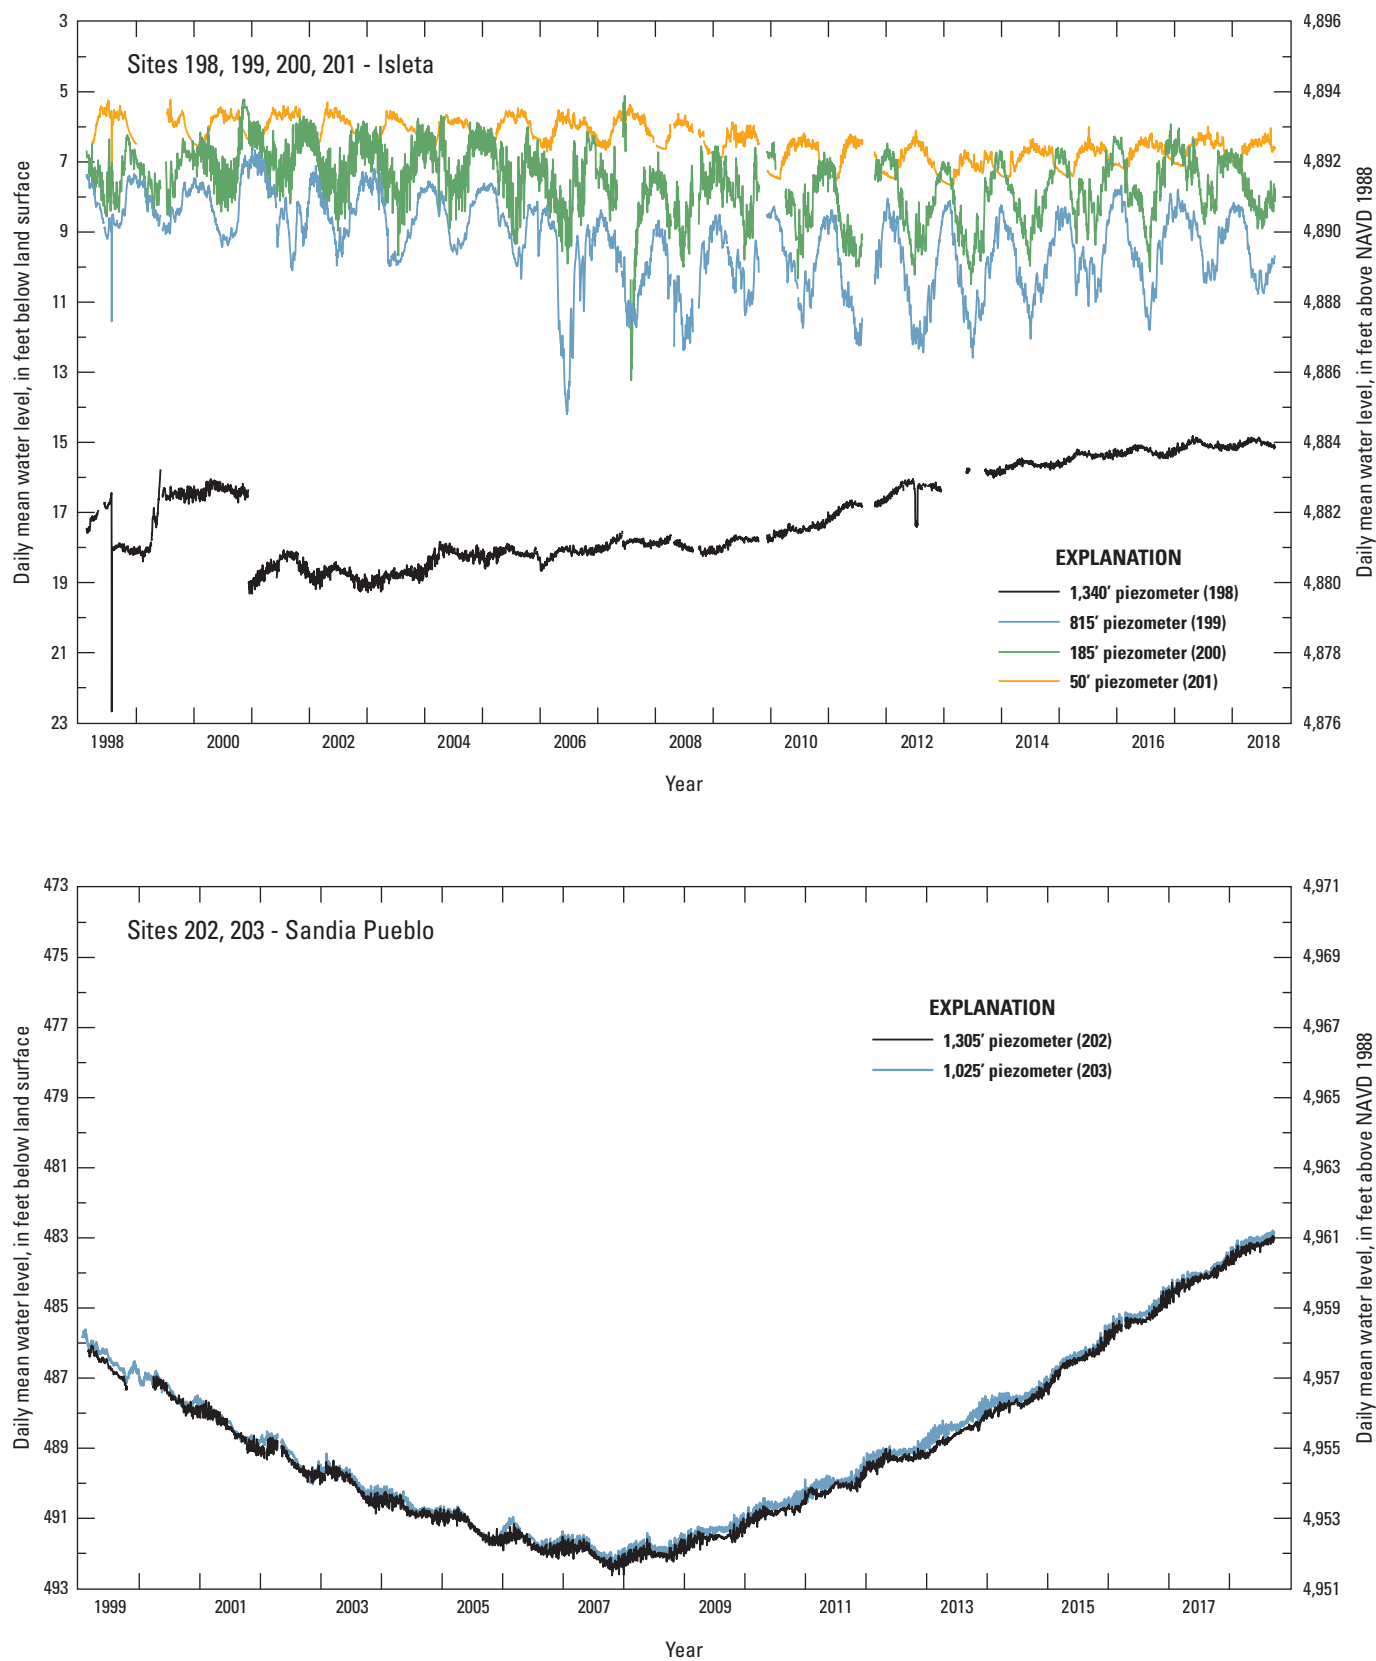 Sites 198, 199, 200, 201 - Isleta
Daily mean water level, in feet below land surface
3
5
7
9
11
13
15
17
19
21
23
4,896
4,894
4,892
4,890
4,888
4,886
4,884
4,882
4,880
4,878
4,876
Daily mean water level, in feet above NAVD 1988
EXPLANATION
1,340′ piezometer (198)
815′ piezometer (199)
185′ piezometer (200)
50′ piezometer (201)
1998 2000 2002 2004 2006 2008 2010 2012 2014 2016 2018
Year
Sites 202, 203 - Sandia Pueblo
Daily mean water level, in feet below land surface
473
475
477
479
481
483
485
487
489
491
493
4,971
4,969
4,967
4,965
4,963
4,961
4,959
4,957
4,955
4,953
4,951
Daily mean water level, in feet above NAVD 1988
EXPLANATION
1,305′ piezometer (202)
1,025′ piezometer (203)
1999 2001 2003 2005 2007 2009 2011 2013 2015 2017
Year